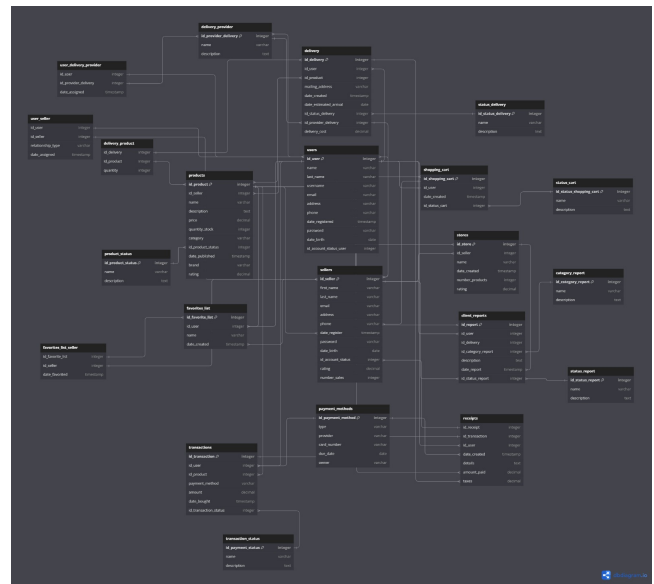 delivery_provider
id_provider_delivery integer
name varchar
description text
user_delivery_provider
id_user integer
id_provider_delivery integer
date_asigned timestamp
delivery
id_delivery integer
id_user integer
id_product integer
mailing_address varchar
date_created timestamp
date_estimated_arrival date
id_status_delivery integer
id_provider_delivery integer
delivery_cost decimal
status_delivery
id_status_delivery integer
name varchar
description text
user_seller
id_user integer
id_seller integer
relationship_type varchar
date_asigned timestamp
delivery_product
id_delivery integer
id_product integer
quantity integer
users
id_user integer
name varchar
last_name varchar
username varchar
email varchar
address varchar
phone varchar
date_registered timestamp
password varchar
date_birth date
id_account_status_user integer
products
id_product integer
id_seller integer
name varchar
description text
price decimal
quantity_stock integer
category varchar
id_product_status integer
date_published timestamp
brand varchar
rating decimal
shopping_cart
id_shopping_cart integer
id_user integer
date_created timestamp
id_status_cart integer
status_cart
id_status_shopping_cart integer
name varchar
description text
product_status
id_product_status integer
name varchar
description text
stores
id_store integer
id_seller integer
name varchar
date_created timestamp
number_products integer
rating decimal
sellers
id_seller integer
first_name varchar
last_name varchar
email varchar
address varchar
phone varchar
date_register timestamp
password varchar
date_birth date
id_account_status integer
rating decimal
number_sales integer
category_report
id_category_report integer
name varchar
description text
favorite_list
id_favorite_list integer
id_user integer
name varchar
date_created timestamp
client_reports
id_report integer
id_user integer
id_delivery integer
id_category_report integer
description text
date_report timestamp
id_status_report integer
favorite_list_seller
id_favorite_list integer
id_seller integer
date_favorited timestamp
status_report
id_status_report integer
name varchar
description text
payment_methods
id_payment_method integer
type varchar
provider varchar
card_number varchar
due_date date
owner varchar
receipts
id_receipt integer
id_transaction integer
id_user integer
date_created timestamp
details text
amount_paid decimal
taxes decimal
transactions
id_transaction integer
id_user integer
id_product integer
payment_method varchar
amount decimal
date_bought timestamp
id_transaction_status integer
transaction_status
id_payment_status integer
name varchar
description text
dbdiagram.io